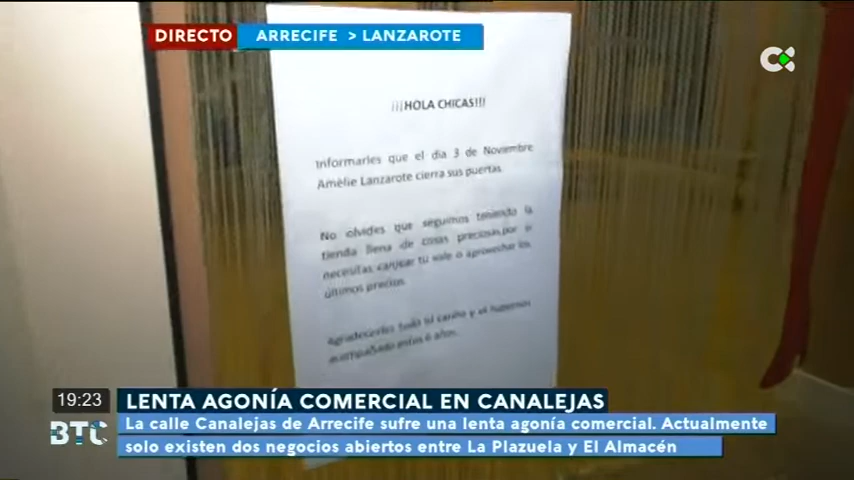 DIRECTO ARRECIFE > LANZAROTE
¡¡¡HOLA CHICAS!!!
Informarles que el dia 3 de Noviembre
Amélie Lanzarote cierra sus puertas.
No olvides que seguimos teniendo la
tienda llena de cosas preciosas,por si
necesitas canjear tu vale o aprovechar los
últimos precios.
Agradecerles todo el cariño y el habernos
acompañado estos 6 años.
19:23 LENTA AGONÍA COMERCIAL EN CANALEJAS
BTC La calle Canalejas de Arrecife sufre una lenta agonía comercial. Actualmente
solo existen dos negocios abiertos entre La Plazuela y El Almacén